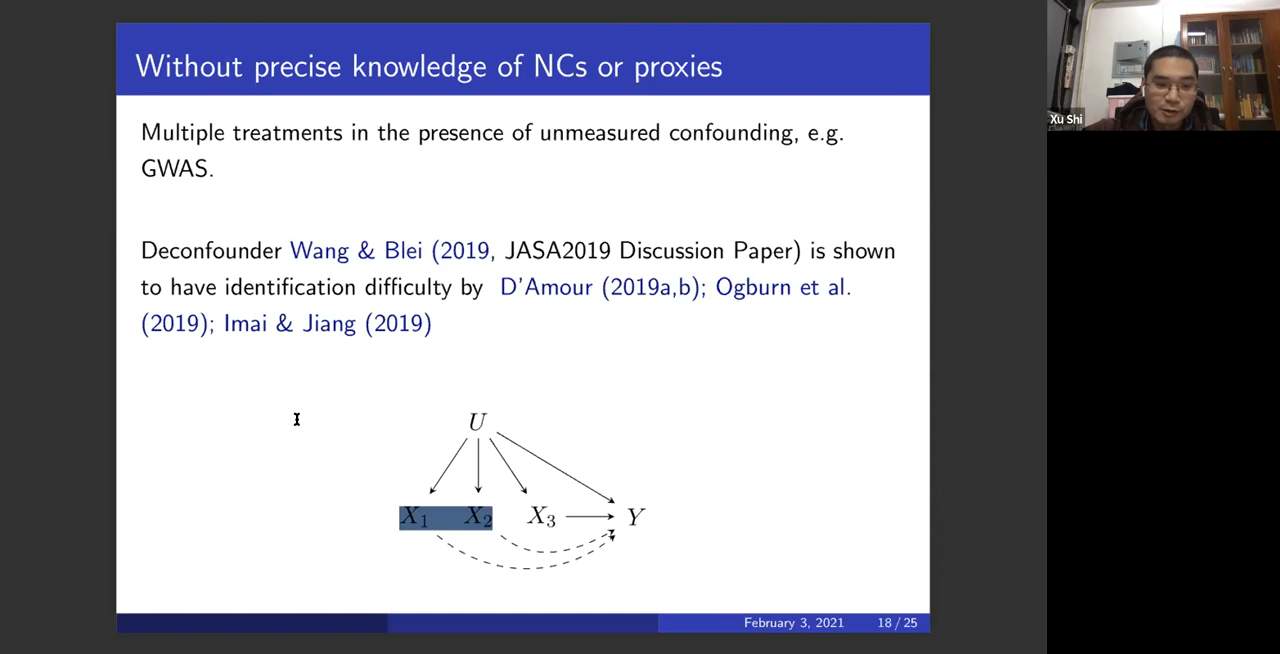 Without precise knowledge of NCs or proxies
Xu Shi
Multiple treatments in the presence of unmeasured confounding, e.g.
GWAS.
Deconfounder Wang & Blei (2019, JASA2019 Discussion Paper) is shown
to have identification difficulty by D'Amour (2019a,b); Ogburn et al.
(2019); Imai & Jiang (2019)
U
X₁ X₂ X₃ Y
February 3, 2021 18 / 25